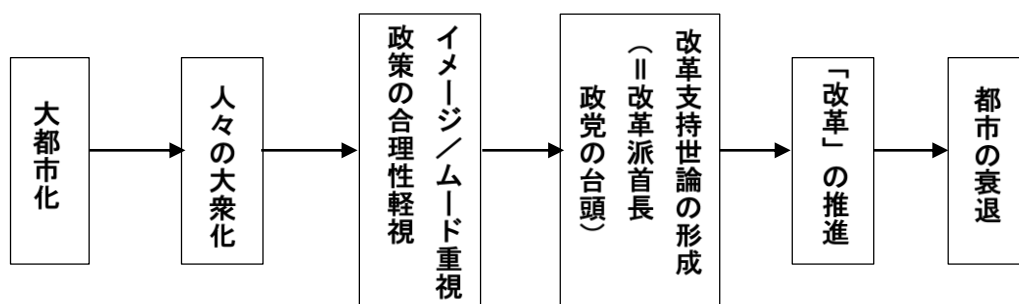 大都市化
人々の大衆化
イメージ／ムード重視
政策の合理性軽視
改革支持世論の形成
（＝改革派首長
政党の台頭）
「改革」の推進
都市の衰退